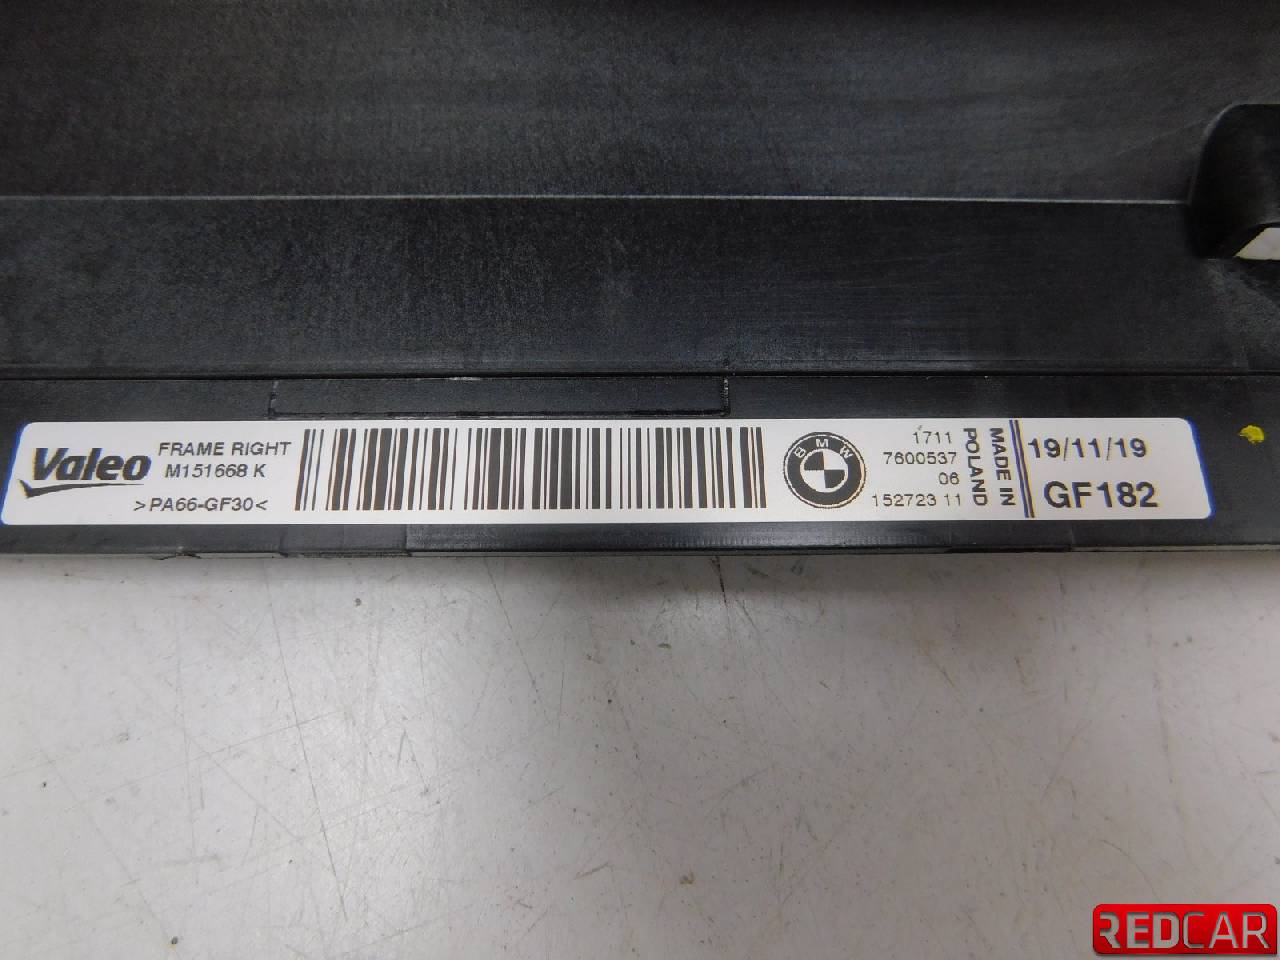 Valeo
FRAME RIGHT
M151668 K
>PA66-GF30<
BMW
1711
7600537
06
152723 11
MADE IN
POLAND
19/11/19
GF182
REDCAR